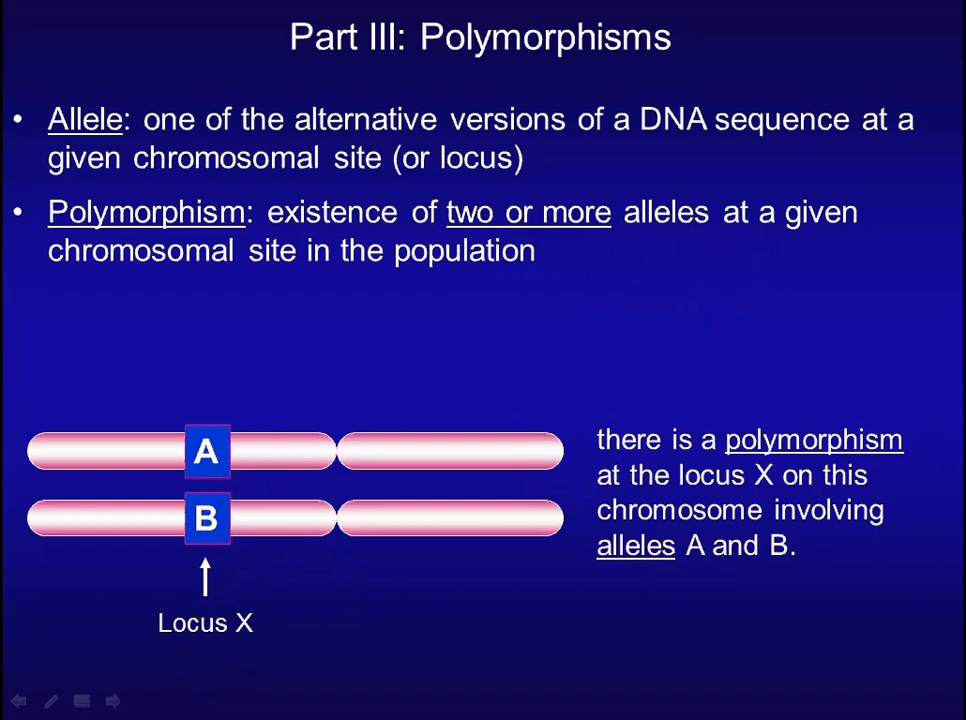 Part III: Polymorphisms
• Allele: one of the alternative versions of a DNA sequence at a
given chromosomal site (or locus)
• Polymorphism: existence of two or more alleles at a given
chromosomal site in the population
A
B
Locus X
there is a polymorphism
at the locus X on this
chromosome involving
alleles A and B.